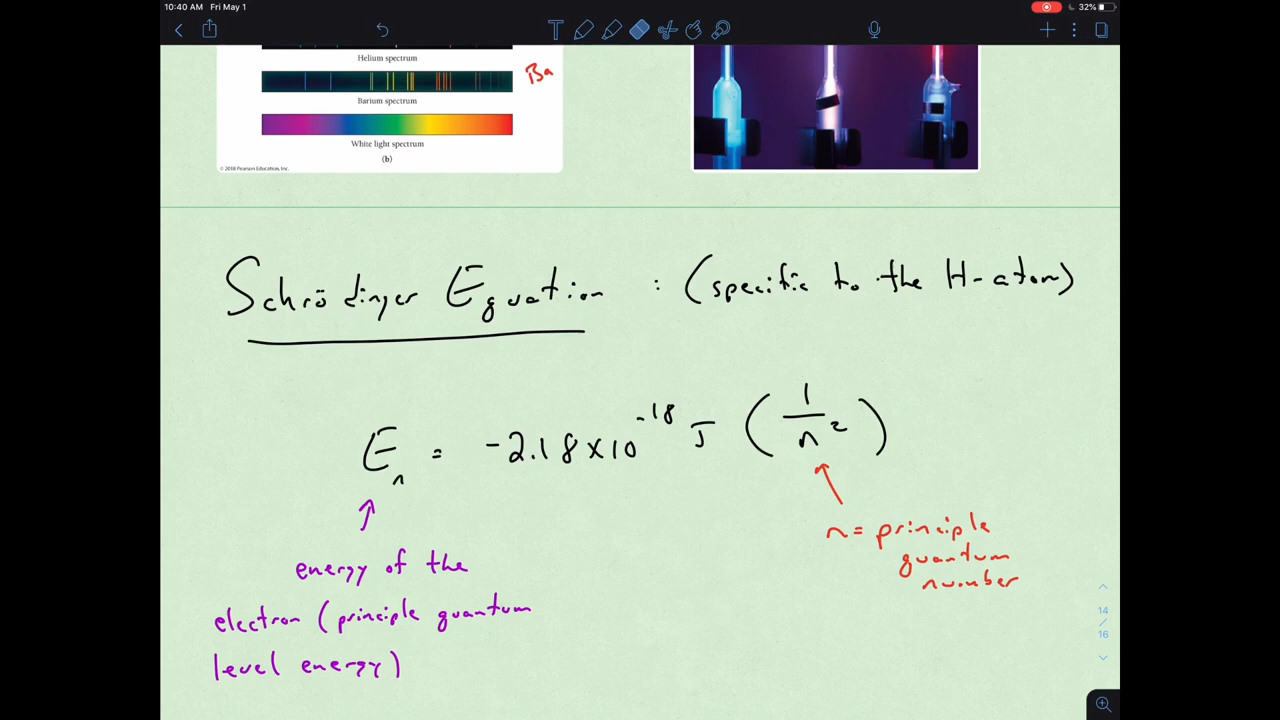 10:40 AM Fri May 1
32%
Helium spectrum
Ba
Barium spectrum
White light spectrum
(b)
© 2018 Pearson Education, Inc.
Schrödinger Equation : (specific to the H-atom)
Eₙ = -2.18×10⁻¹⁸ J (1/n²)
n = principle
quantum
number
energy of the
electron (principle quantum
level energy)
14
/
16